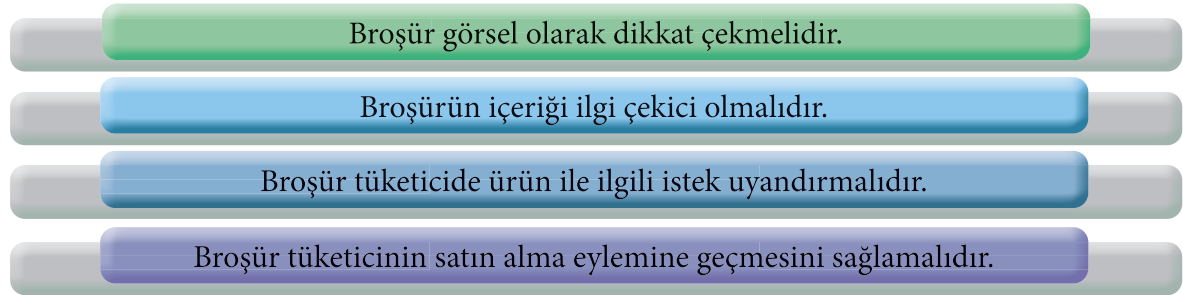 Broşür görsel olarak dikkat çekmelidir.
Broşürün içeriği ilgi çekici olmalıdır.
Broşür tüketicide ürün ile ilgili istek uyandırmalıdır.
Broşür tüketicinin satın alma eylemine geçmesini sağlamalıdır.